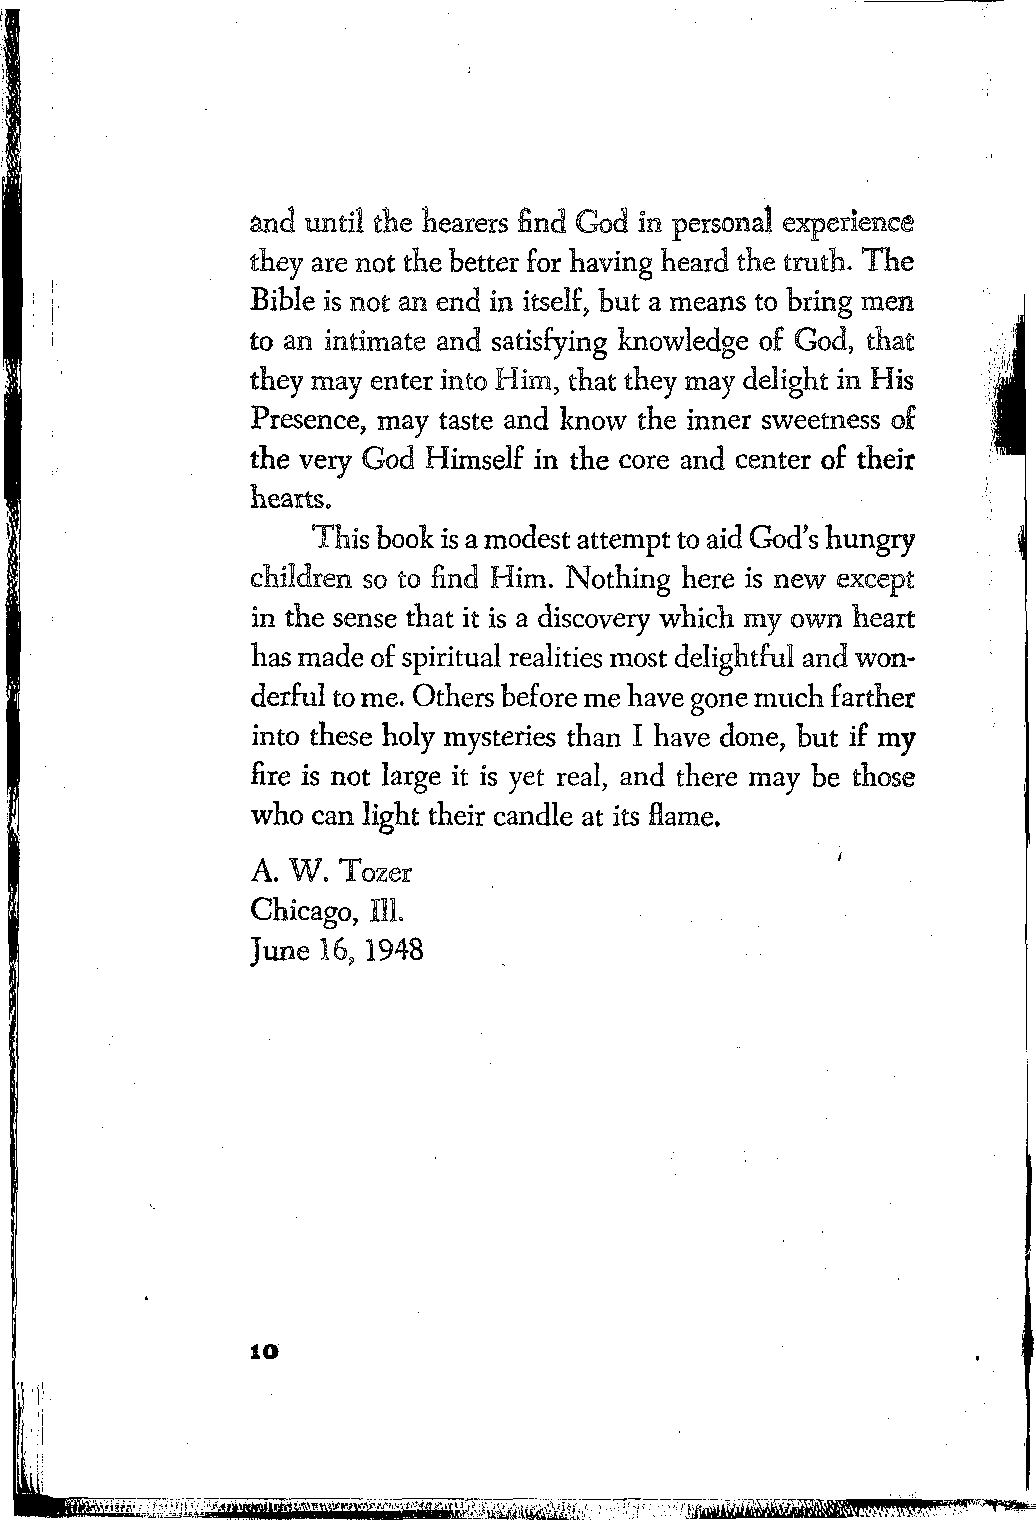 and until the hearers find God in personal experience
they are not the better for having heard the truth. The
Bible is not an end in itself, but a means to bring men
to an intimate and satisfying knowledge of God, that
they may enter into Him, that they may delight in His
Presence, may taste and know the inner sweetness of
the very God Himself in the core and center of their
hearts.
This book is a modest attempt to aid God's hungry
children so to find Him. Nothing here is new except
in the sense that it is a discovery which my own heart
has made of spiritual realities most delightful and won-
derful to me. Others before me have gone much farther
into these holy mysteries than I have done, but if my
fire is not large it is yet real, and there may be those
who can light their candle at its flame.
A. W. Tozer
Chicago, Ill.
June 16, 1948
10